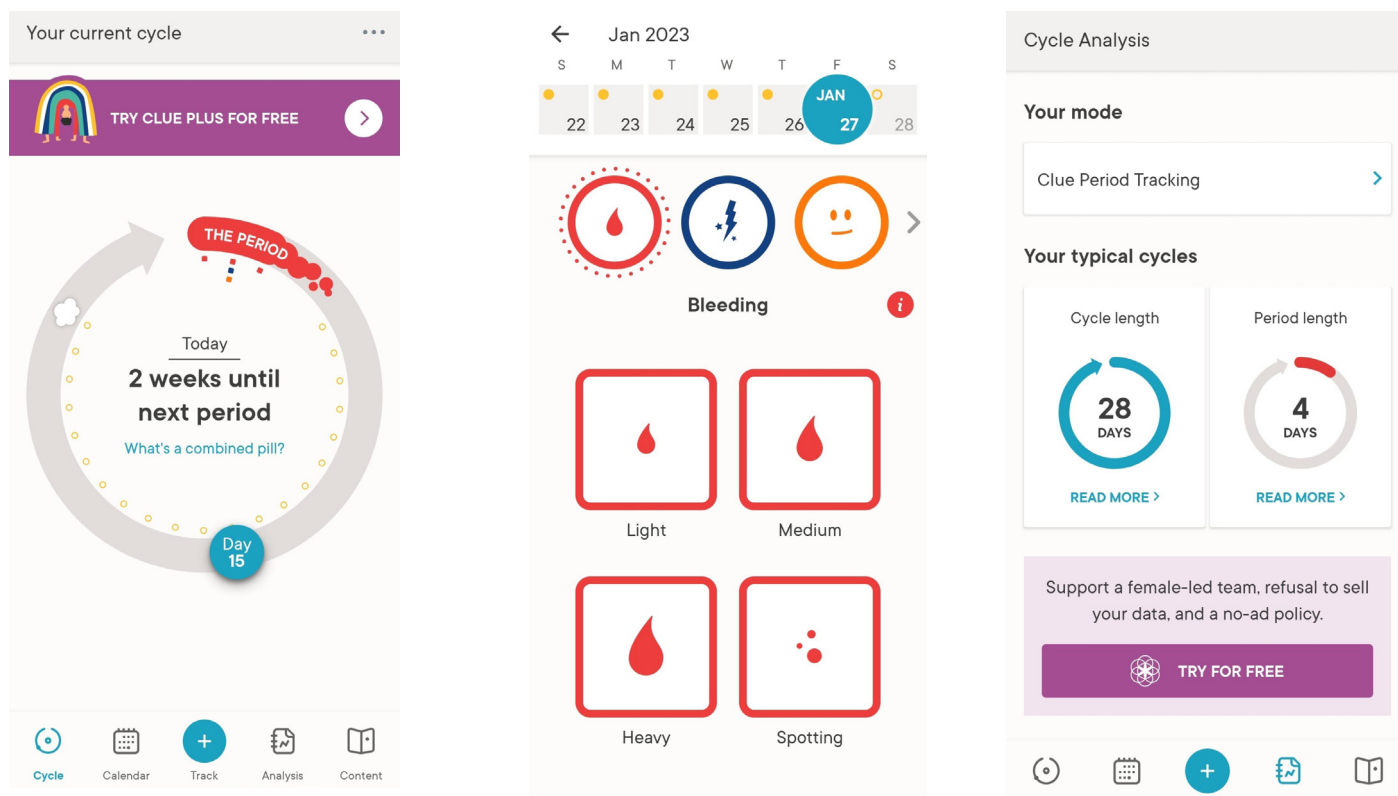 Your current cycle
TRY CLUE PLUS FOR FREE
THE PERIOD
Today
2 weeks until
next period
What's a combined pill?
Day
15
Cycle
Calendar
Track
Analysis
Content
Jan 2023
S M T W T F S
JAN
22 23 24 25 26 27 28
Bleeding
i
Light
Medium
Heavy
Spotting
Cycle Analysis
Your mode
Clue Period Tracking
Your typical cycles
Cycle length
28
DAYS
READ MORE
Period length
4
DAYS
READ MORE
Support a female-led team, refusal to sell
your data, and a no-ad policy.
TRY FOR FREE